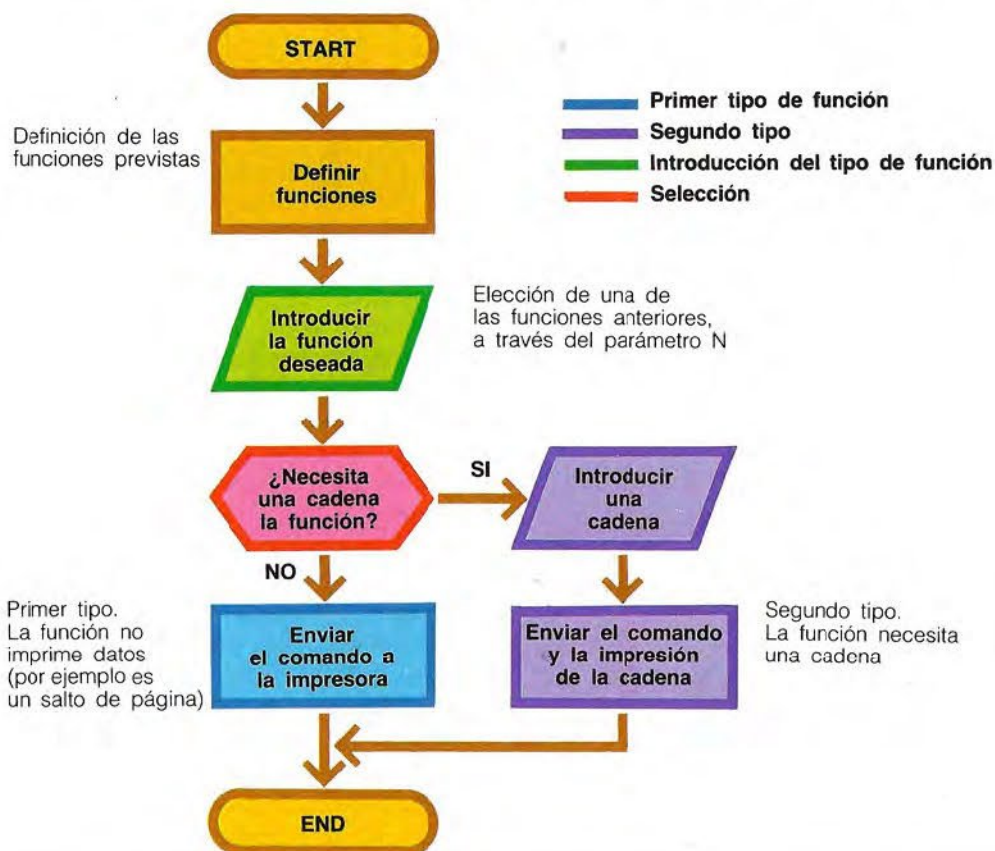 START
Primer tipo de función
Segundo tipo
Introducción del tipo de función
Selección
Definición de las
funciones previstas
Definir
funciones
Introducir
la función
deseada
Elección de una de
las funciones anteriores,
a través del parámetro N
¿Necesita
una cadena
la función?
SI
Introducir
una
cadena
NO
Primer tipo.
La función no
imprime datos
(por ejemplo es
un salto de página)
Enviar
el comando a
la impresora
Enviar el comando
y la impresión
de la cadena
Segundo tipo.
La función necesita
una cadena
END